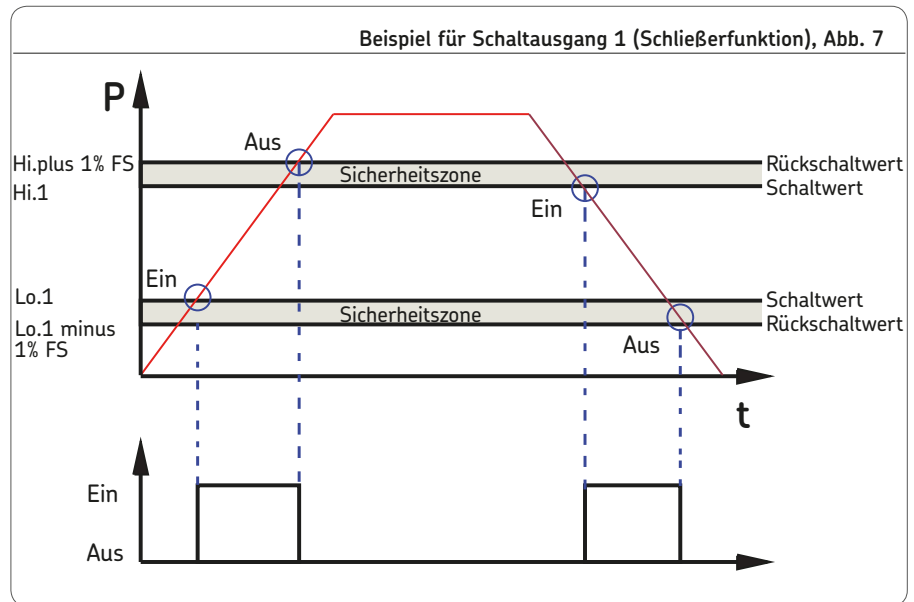 Beispiel für Schaltausgang 1 (Schließerfunktion), Abb. 7
P
Aus
Hi.plus 1% FS
Sicherheitszone
Rückschaltwert
Hi.1
Schaltwert
Ein
Ein
Lo.1
Schaltwert
Sicherheitszone
Lo.1 minus
1% FS
Rückschaltwert
Aus
t
Ein
Aus